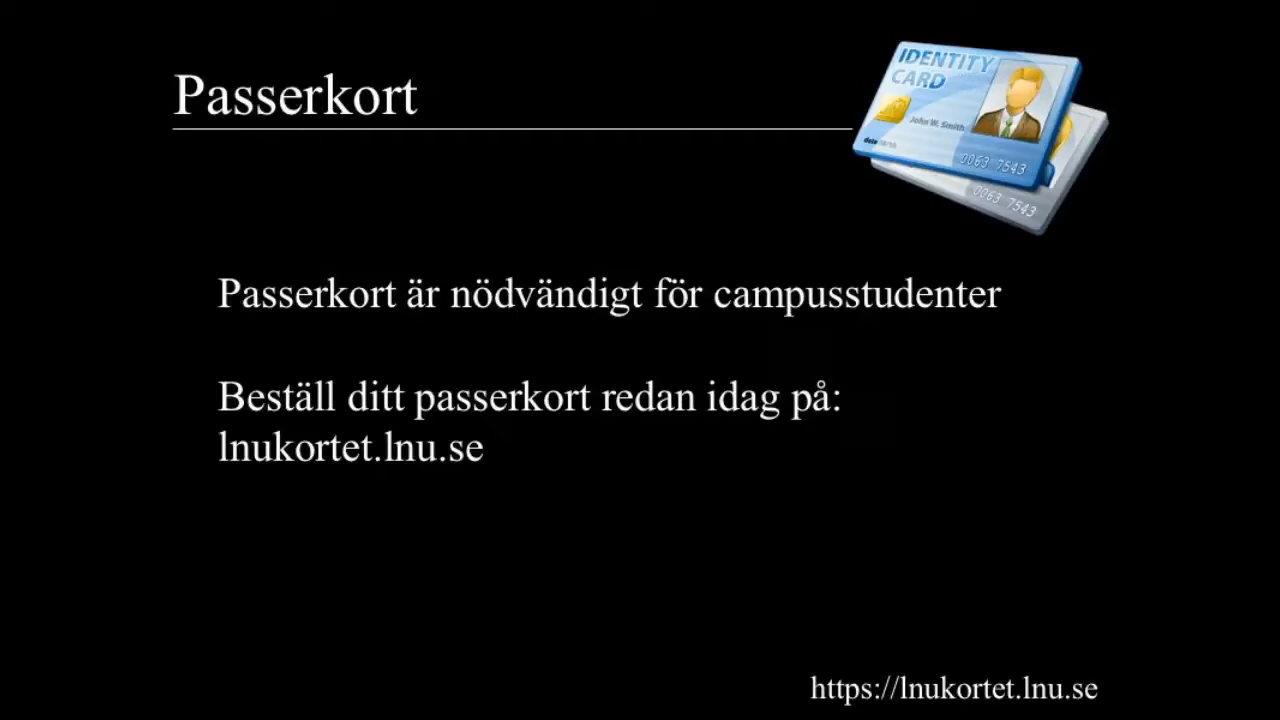 Passerkort
IDENTITY
CARD
John W. Smith
0063 7543
0063 7543
Passerkort är nödvändigt för campusstudenter
Beställ ditt passerkort redan idag på:
lnukortet.lnu.se
https://lnukortet.lnu.se